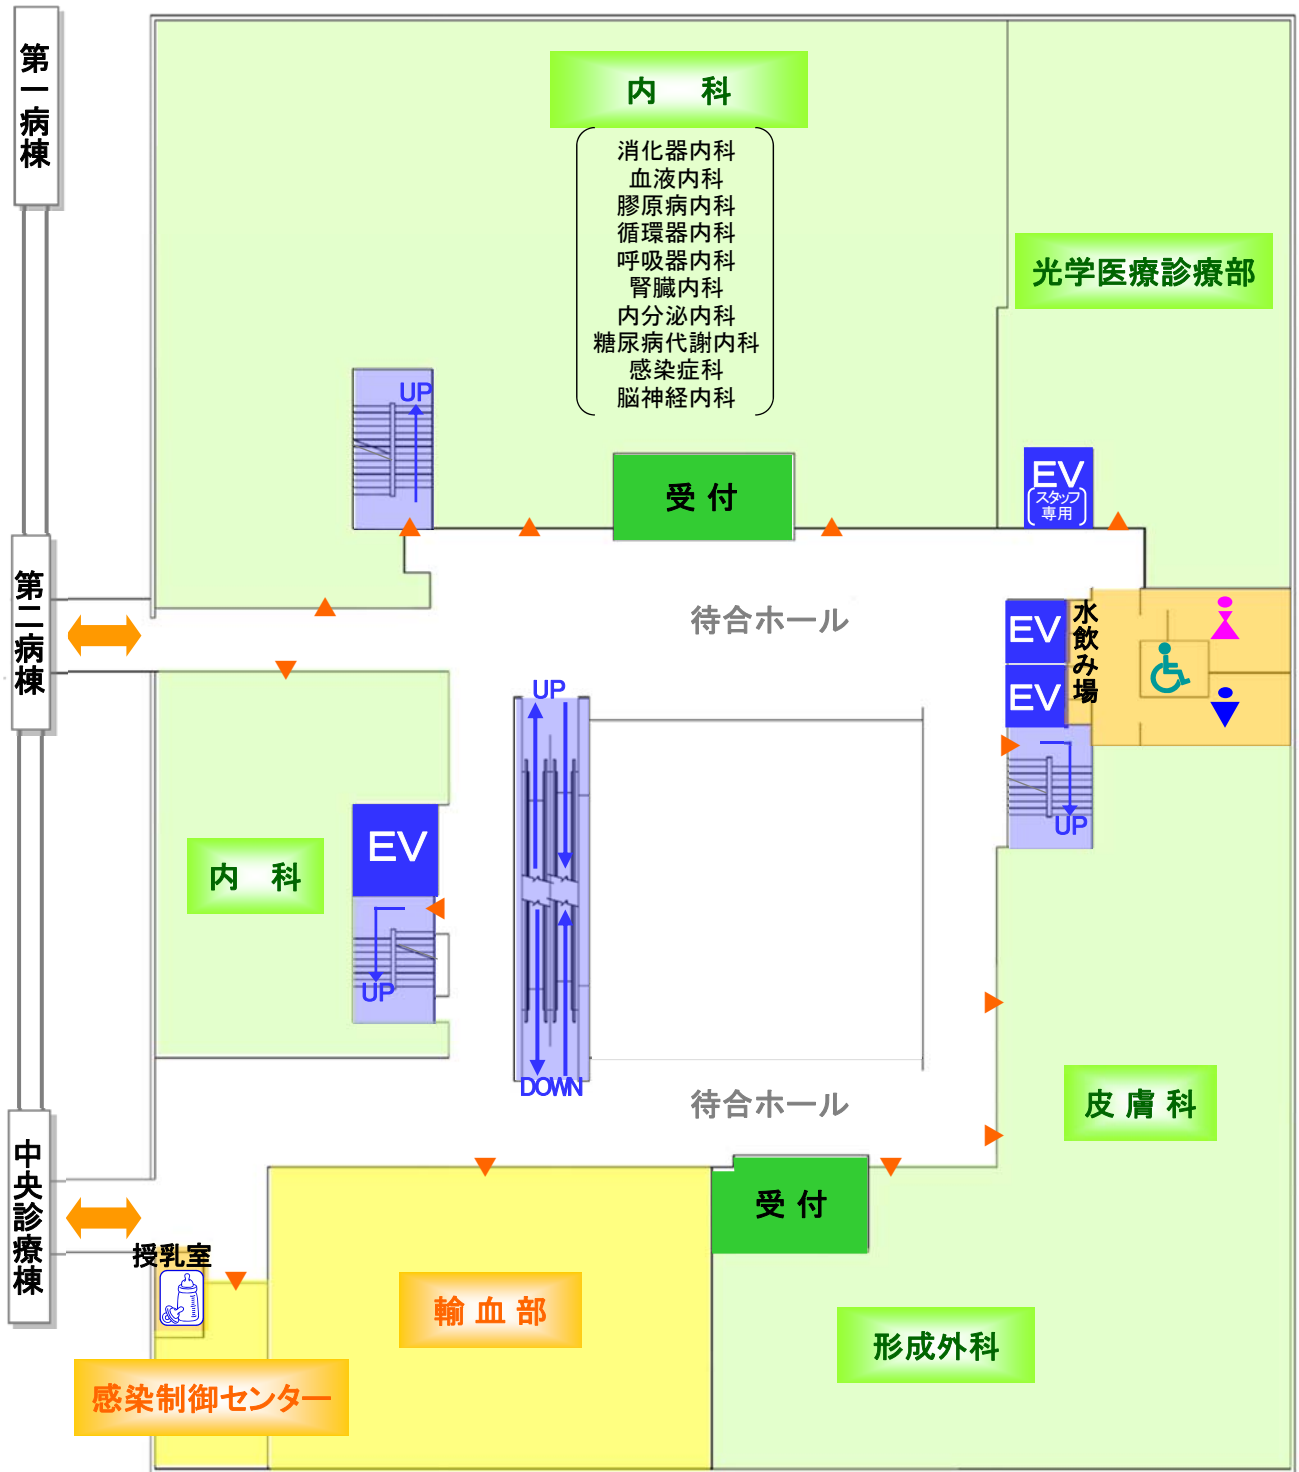 第一病棟
内 科
消化器内科
血液内科
膠原病内科
循環器内科
呼吸器内科
腎臓内科
内分泌内科
糖尿病代謝内科
感染症科
脳神経内科
光学医療診療部
UP
受付
EV
スタッフ
専用
第二病棟
待合ホール
EV
水飲み場
EV
UP
UP
内 科
EV
UP
DOWN
待合ホール
皮膚科
中央診療棟
受付
授乳室
輸血部
形成外科
感染制御センター